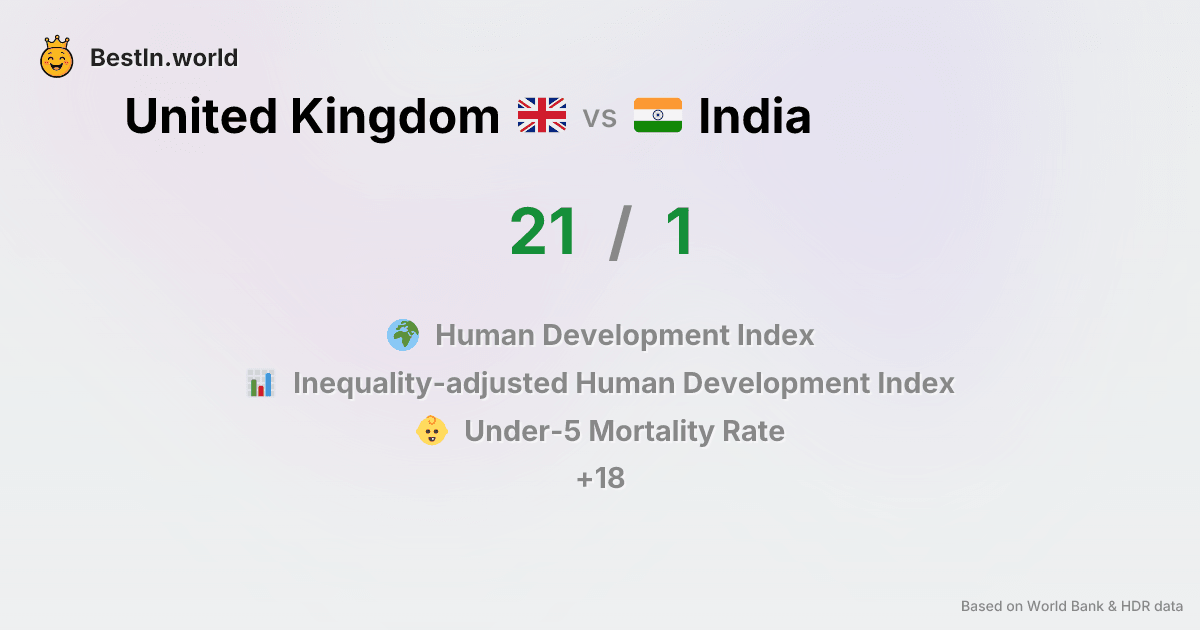 BestIn.world
United Kingdom vs India
21 / 1
Human Development Index
Inequality-adjusted Human Development Index
Under-5 Mortality Rate
+18
Based on World Bank & HDR data